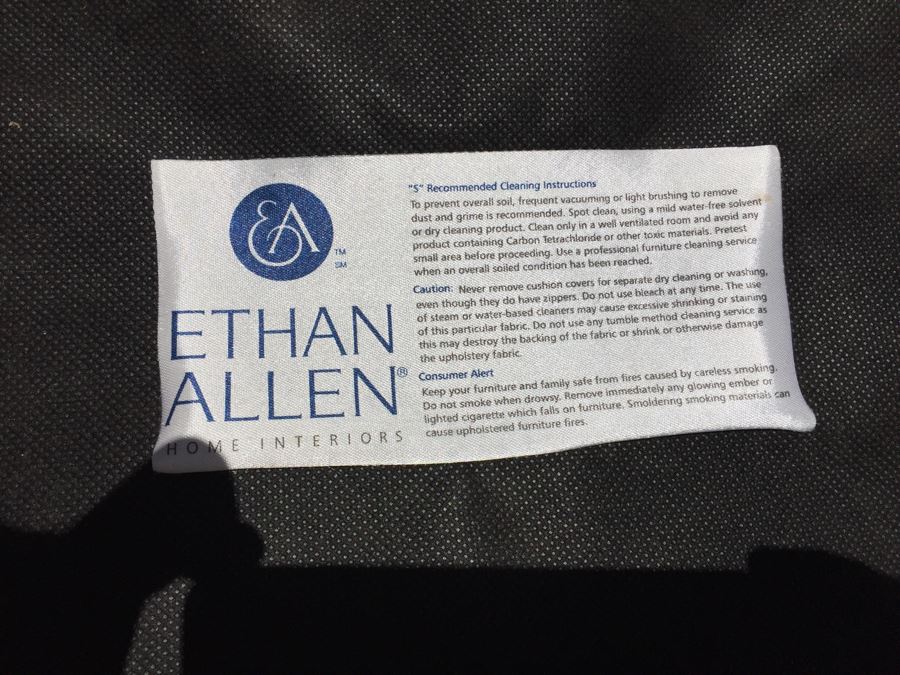 EA
TM
SM
ETHAN
ALLEN®
HOME INTERIORS
"S" Recommended Cleaning Instructions
To prevent overall soil, frequent vacuuming or light brushing to remove
dust and grime is recommended. Spot clean, using a mild water-free solvent
or dry cleaning product. Clean only in a well ventilated room and avoid any
product containing Carbon Tetrachloride or other toxic materials. Pretest
small area before proceeding. Use a professional furniture cleaning service
when an overall soiled condition has been reached.
Caution: Never remove cushion covers for separate dry cleaning or washing,
even though they do have zippers. Do not use bleach at any time. The use
of steam or water-based cleaners may cause excessive shrinking or staining
of this particular fabric. Do not use any tumble method cleaning service as
this may destroy the backing of the fabric or shrink or otherwise damage
the upholstery fabric.
Consumer Alert
Keep your furniture and family safe from fires caused by careless smoking.
Do not smoke when drowsy. Remove immediately any glowing ember or
lighted cigarette which falls on furniture. Smoldering smoking materials can
cause upholstered furniture fires.